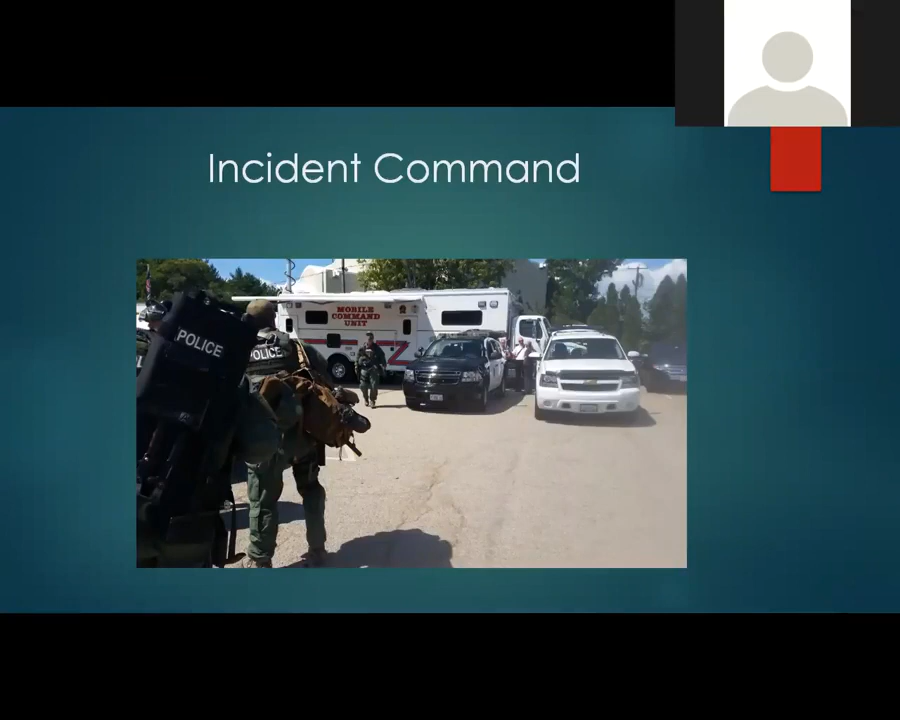 Incident Command
MOBILE
COMMAND
UNIT
POLICE
POLICE